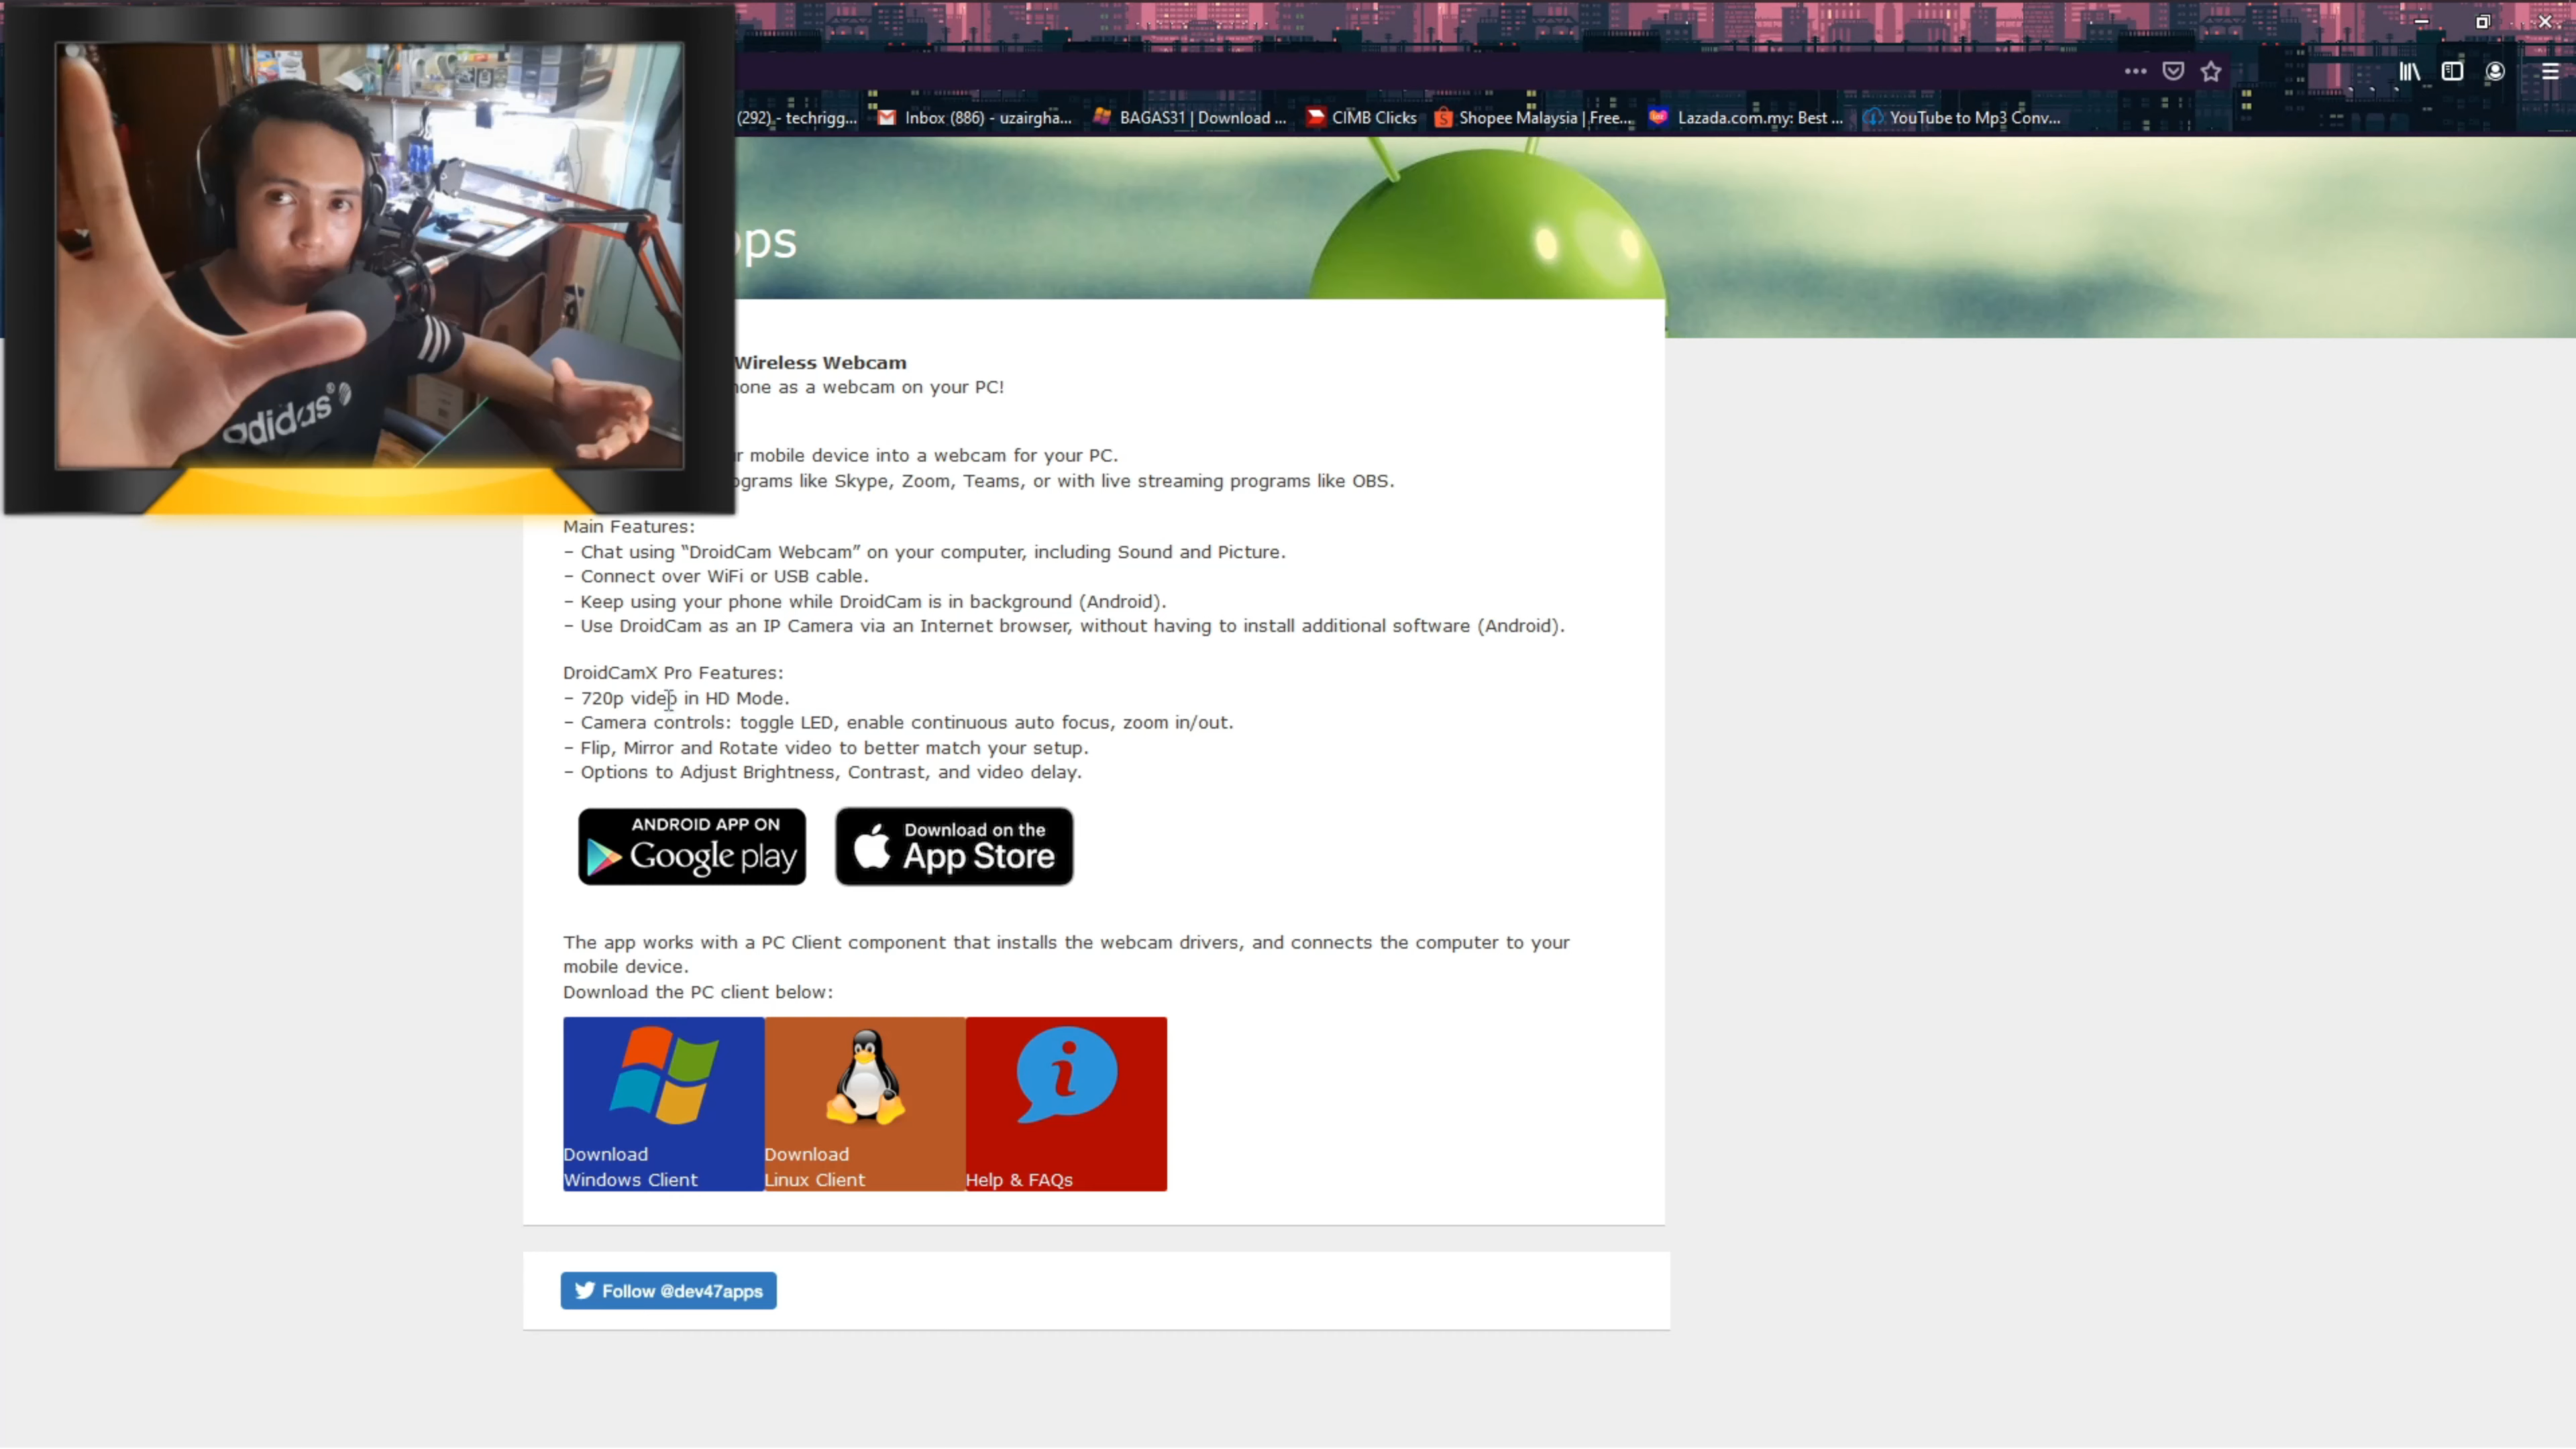 (292) - techrigg... Inbox (886) - uzairgha... BAGAS31 | Download ... CIMB Clicks Shopee Malaysia | Free... Lazada.com.my: Best ... YouTube to Mp3 Conv...
ps
adidas
Wireless Webcam
one as a webcam on your PC!
r mobile device into a webcam for your PC.
ograms like Skype, Zoom, Teams, or with live streaming programs like OBS.
Main Features:
– Chat using “DroidCam Webcam” on your computer, including Sound and Picture.
– Connect over WiFi or USB cable.
– Keep using your phone while DroidCam is in background (Android).
– Use DroidCam as an IP Camera via an Internet browser, without having to install additional software (Android).
DroidCamX Pro Features:
– 720p video in HD Mode.
– Camera controls: toggle LED, enable continuous auto focus, zoom in/out.
– Flip, Mirror and Rotate video to better match your setup.
– Options to Adjust Brightness, Contrast, and video delay.
ANDROID APP ON
Google play
Download on the
App Store
The app works with a PC Client component that installs the webcam drivers, and connects the computer to your
mobile device.
Download the PC client below:
Download
Windows Client
Download
Linux Client
Help & FAQs
Follow @dev47apps